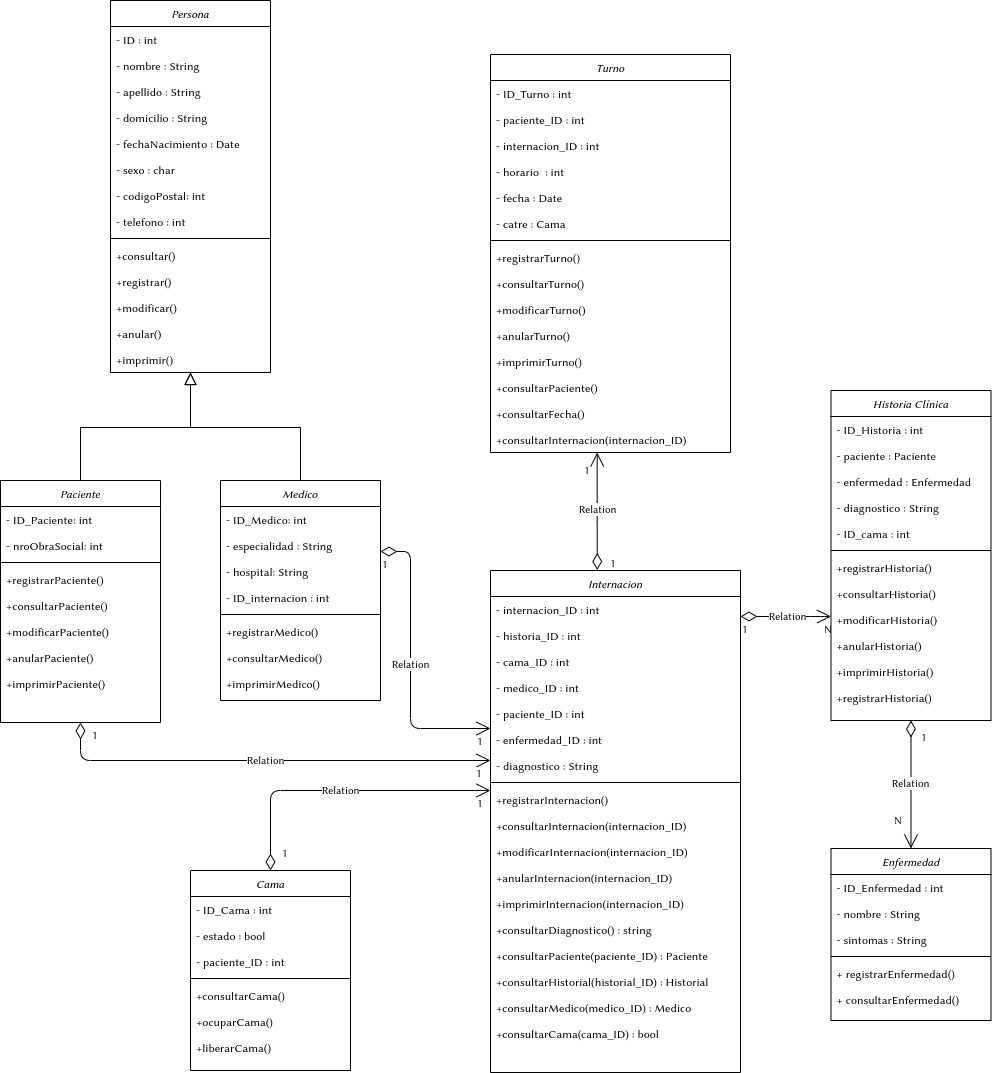 Persona
- ID : int
- nombre : String
- apellido : String
- domicilio : String
- fechaNacimiento : Date
- sexo : char
- codigoPostal: int
- telefono : int
+consultar()
+registrar()
+modificar()
+anular()
+imprimir()
Turno
- ID_Turno : int
- paciente_ID : int
- internacion_ID : int
- horario  : int
- fecha : Date
- catre : Cama
+registrarTurno()
+consultarTurno()
+modificarTurno()
+anularTurno()
+imprimirTurno()
+consultarPaciente()
+consultarFecha()
+consultarInternacion(internacion_ID)
1
Relation
1
Historia Clínica
- ID_Historia : int
- paciente : Paciente
- enfermedad : Enfermedad
- diagnostico : String
- ID_cama : int
+registrarHistoria()
+consultarHistoria()
+modificarHistoria()
+anularHistoria()
+imprimirHistoria()
+registrarHistoria()
Paciente
- ID_Paciente: int
- nroObraSocial: int
+registrarPaciente()
+consultarPaciente()
+modificarPaciente()
+anularPaciente()
+imprimirPaciente()
1
Relation
1
Medico
- ID_Medico: int
- especialidad : String
- hospital: String
- ID_internacion : int
+registrarMedico()
+consultarMedico()
+imprimirMedico()
1
Relation
1
Internacion
- internacion_ID : int
- historia_ID : int
- cama_ID : int
- medico_ID : int
- paciente_ID : int
- enfermedad_ID : int
- diagnostico : String
+registrarInternacion()
+consultarInternacion(internacion_ID)
+modificarInternacion(internacion_ID)
+anularInternacion(internacion_ID)
+imprimirInternacion(internacion_ID)
+consultarDiagnostico() : string
+consultarPaciente(paciente_ID) : Paciente
+consultarHistorial(historial_ID) : Historial
+consultarMedico(medico_ID) : Medico
+consultarCama(cama_ID) : bool
1
Relation
N
1
Relation
N
Relation
1
1
Cama
- ID_Cama : int
- estado : bool
- paciente_ID : int
+consultarCama()
+ocuparCama()
+liberarCama()
Enfermedad
- ID_Enfermedad : int
- nombre : String
- sintomas : String
+ registrarEnfermedad()
+ consultarEnfermedad()